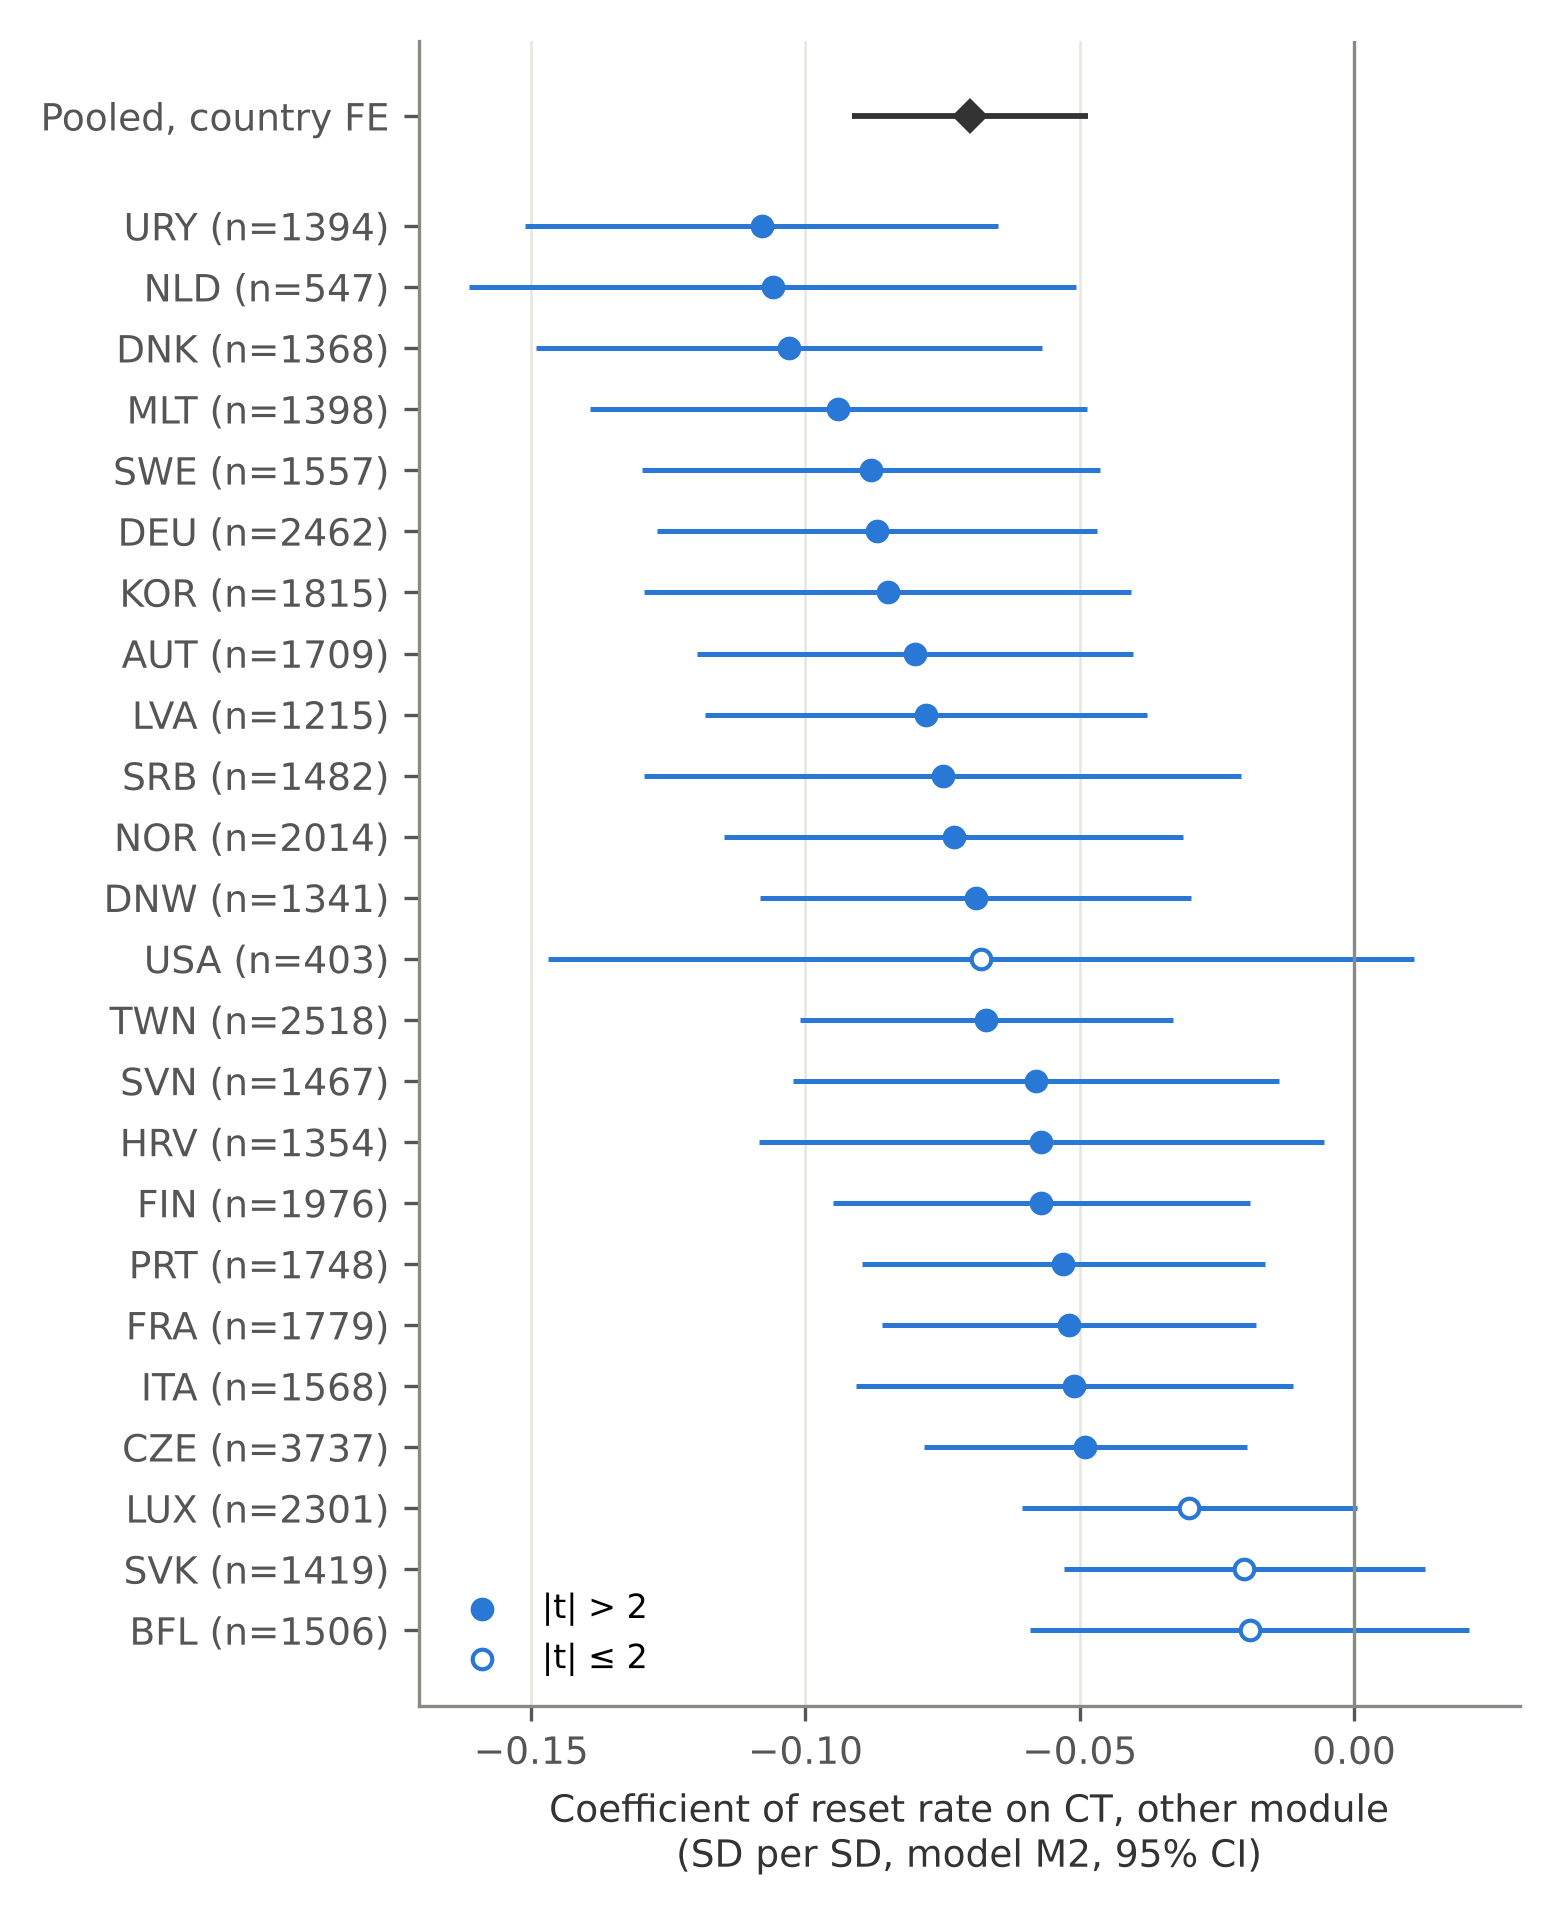 Pooled, country FE
URY (n=1394)
NLD (n=547)
DNK (n=1368)
MLT (n=1398)
SWE (n=1557)
DEU (n=2462)
KOR (n=1815)
AUT (n=1709)
LVA (n=1215)
SRB (n=1482)
NOR (n=2014)
DNW (n=1341)
USA (n=403)
TWN (n=2518)
SVN (n=1467)
HRV (n=1354)
FIN (n=1976)
PRT (n=1748)
FRA (n=1779)
ITA (n=1568)
CZE (n=3737)
LUX (n=2301)
SVK (n=1419)
BFL (n=1506)
|t| > 2
|t| ≤ 2
−0.15 −0.10 −0.05 0.00
Coefficient of reset rate on CT, other module
(SD per SD, model M2, 95% CI)